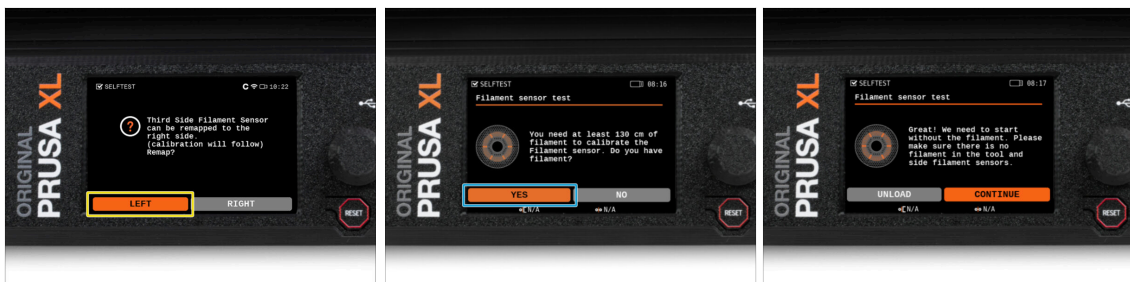 ORIGINAL
PRUSA XL
SELFTEST
10:22
?
Third Side Filament Sensor
can be remapped to the
right side.
(calibration will follow)
Remap?
LEFT
RIGHT
RESET
ORIGINAL
PRUSA XL
SELFTEST
08:16
Filament sensor test
You need at least 130 cm of
filament to calibrate the
Filament sensor. Do you have
filament?
YES
NO
N/A
N/A
RESET
ORIGINAL
PRUSA XL
SELFTEST
08:17
Filament sensor test
Great! We need to start
without the filament. Please
make sure there is no
filament in the tool and
side filament sensors.
UNLOAD
CONTINUE
N/A
N/A
RESET